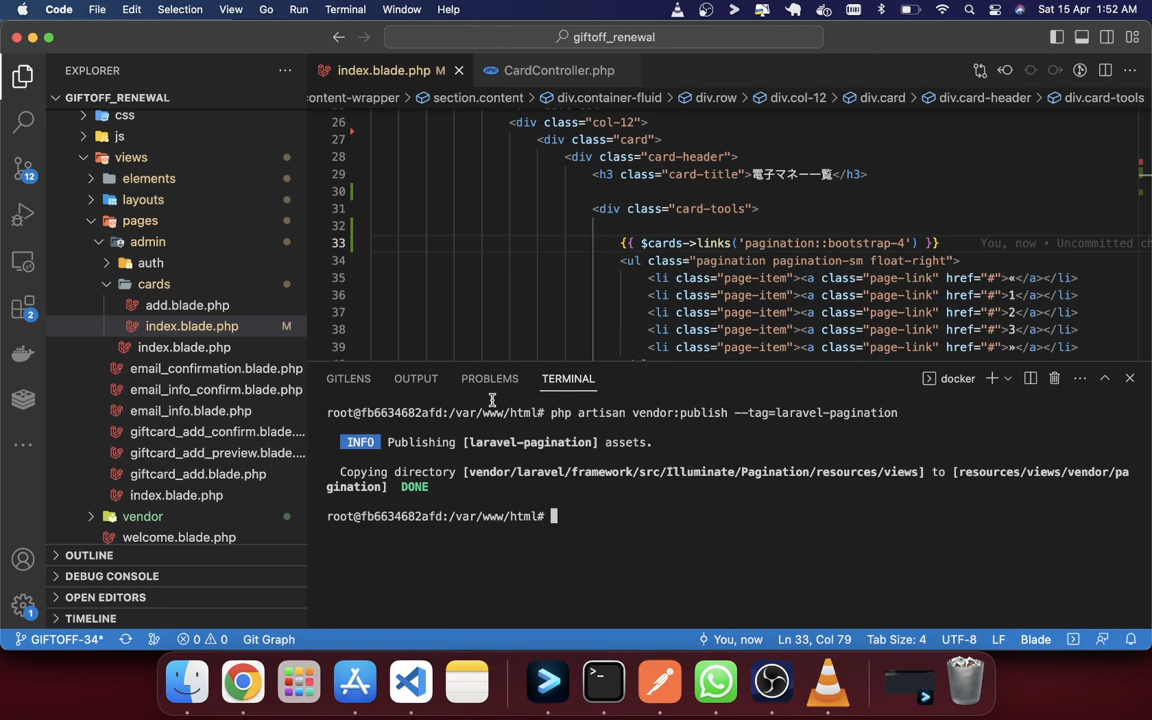 Code File Edit Selection View Go Run Terminal Window Help Sat 15 Apr 1:52 AM
giftoff_renewal
EXPLORER
index.blade.php M
CardController.php
GIFTOFF_RENEWAL
ontent-wrapper > section.content > div.container-fluid > div.row > div.col-12 > div.card > div.card-header > div.card-tools
css
js
views
elements
layouts
pages
admin
auth
cards
add.blade.php
index.blade.php M
index.blade.php
email_confirmation.blade.php
email_info_confirm.blade.php
email_info.blade.php
giftcard_add_confirm.blade....
giftcard_add_preview.blade....
giftcard_add.blade.php
index.blade.php
vendor
welcome.blade.php
OUTLINE
DEBUG CONSOLE
OPEN EDITORS
TIMELINE
12
2
1
26 <div class="col-12">
27 <div class="card">
28 <div class="card-header">
29 <h3 class="card-title">電子マネー一覧</h3>
30
31 <div class="card-tools">
32
33 {{ $cards->links('pagination::bootstrap-4') }} You, now • Uncommitted ch
34 <ul class="pagination pagination-sm float-right">
35 <li class="page-item"><a class="page-link" href="#">«</a></li>
36 <li class="page-item"><a class="page-link" href="#">1</a></li>
37 <li class="page-item"><a class="page-link" href="#">2</a></li>
38 <li class="page-item"><a class="page-link" href="#">3</a></li>
39 <li class="page-item"><a class="page-link" href="#">»</a></li>
GITLENS OUTPUT PROBLEMS TERMINAL docker
root@fb6634682afd:/var/www/html# php artisan vendor:publish --tag=laravel-pagination
INFO Publishing [laravel-pagination] assets.
Copying directory [vendor/laravel/framework/src/Illuminate/Pagination/resources/views] to [resources/views/vendor/pa
gination] DONE
root@fb6634682afd:/var/www/html#
GIFTOFF-34* 0 0 Git Graph You, now Ln 33, Col 79 Tab Size: 4 UTF-8 LF Blade